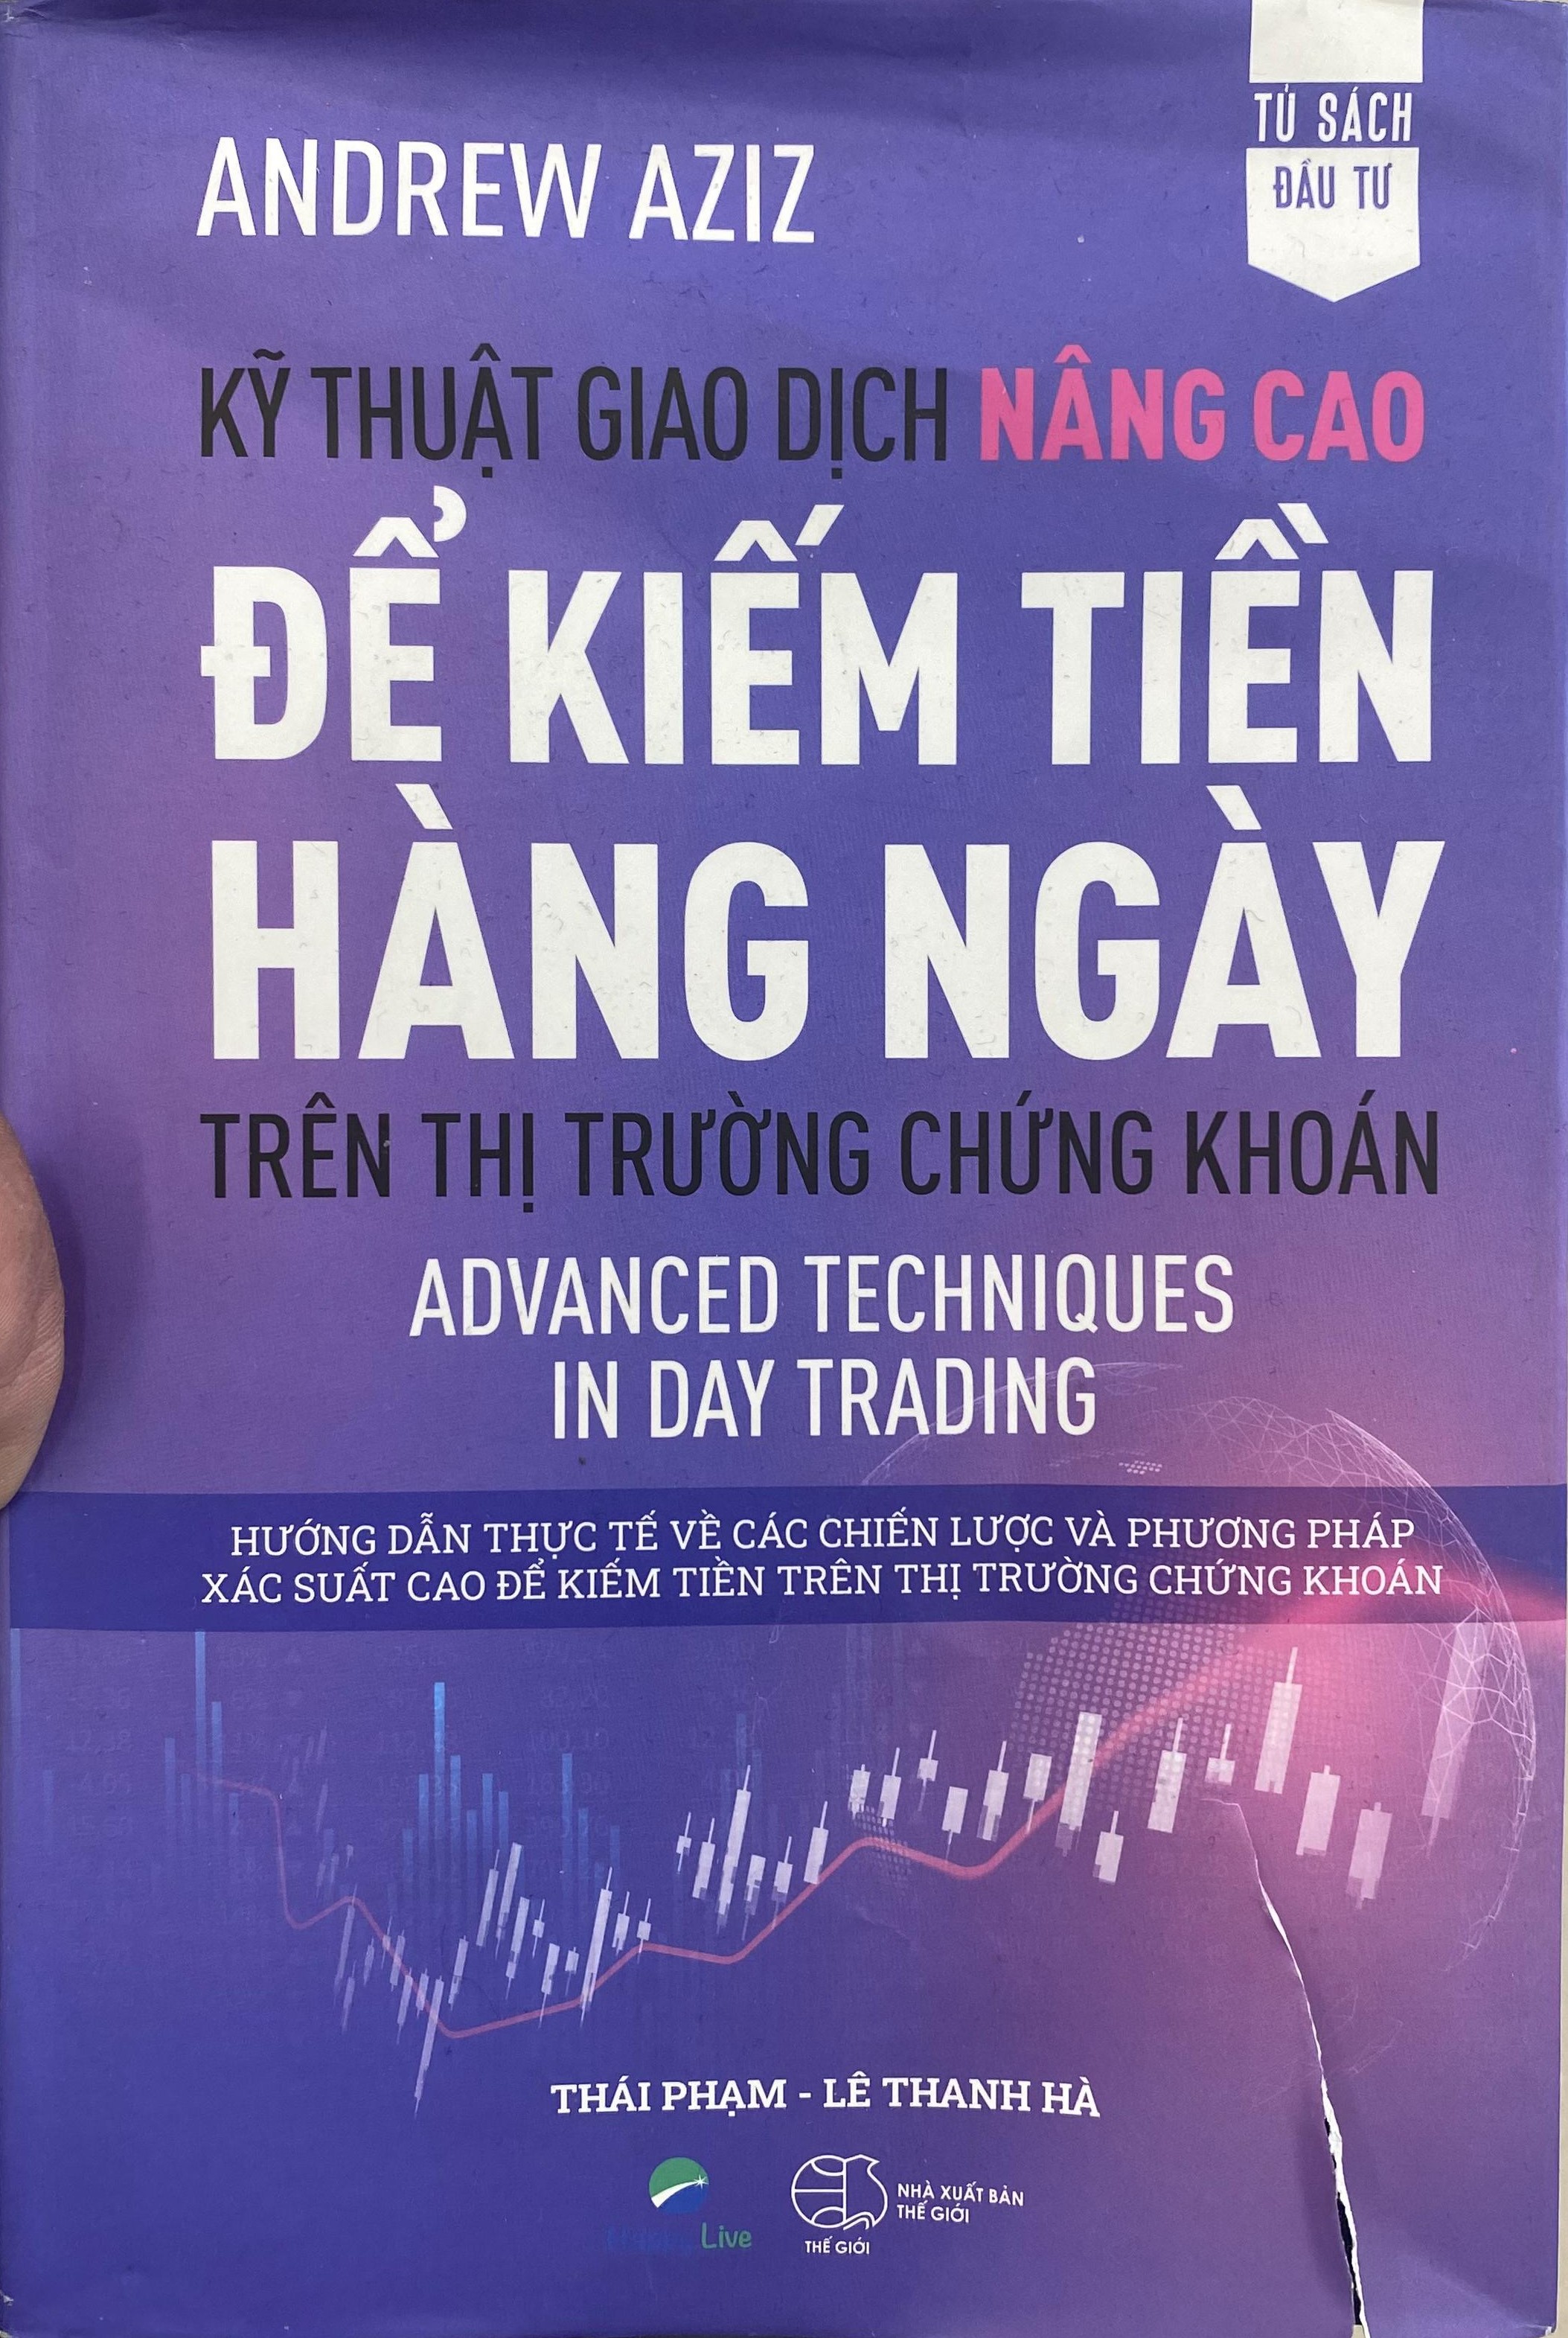 TỦ SÁCH
ĐẦU TƯ
ANDREW AZIZ
KỸ THUẬT GIAO DỊCH NÂNG CAO
ĐỂ KIẾM TIỀN
HÀNG NGÀY
TRÊN THỊ TRƯỜNG CHỨNG KHOÁN
ADVANCED TECHNIQUES
IN DAY TRADING
HƯỚNG DẪN THỰC TẾ VỀ CÁC CHIẾN LƯỢC VÀ PHƯƠNG PHÁP
XÁC SUẤT CAO ĐỂ KIẾM TIỀN TRÊN THỊ TRƯỜNG CHỨNG KHOÁN
THÁI PHẠM - LÊ THANH HÀ
Happy Live
NHÀ XUẤT BẢN
THẾ GIỚI
THẾ GIỚI